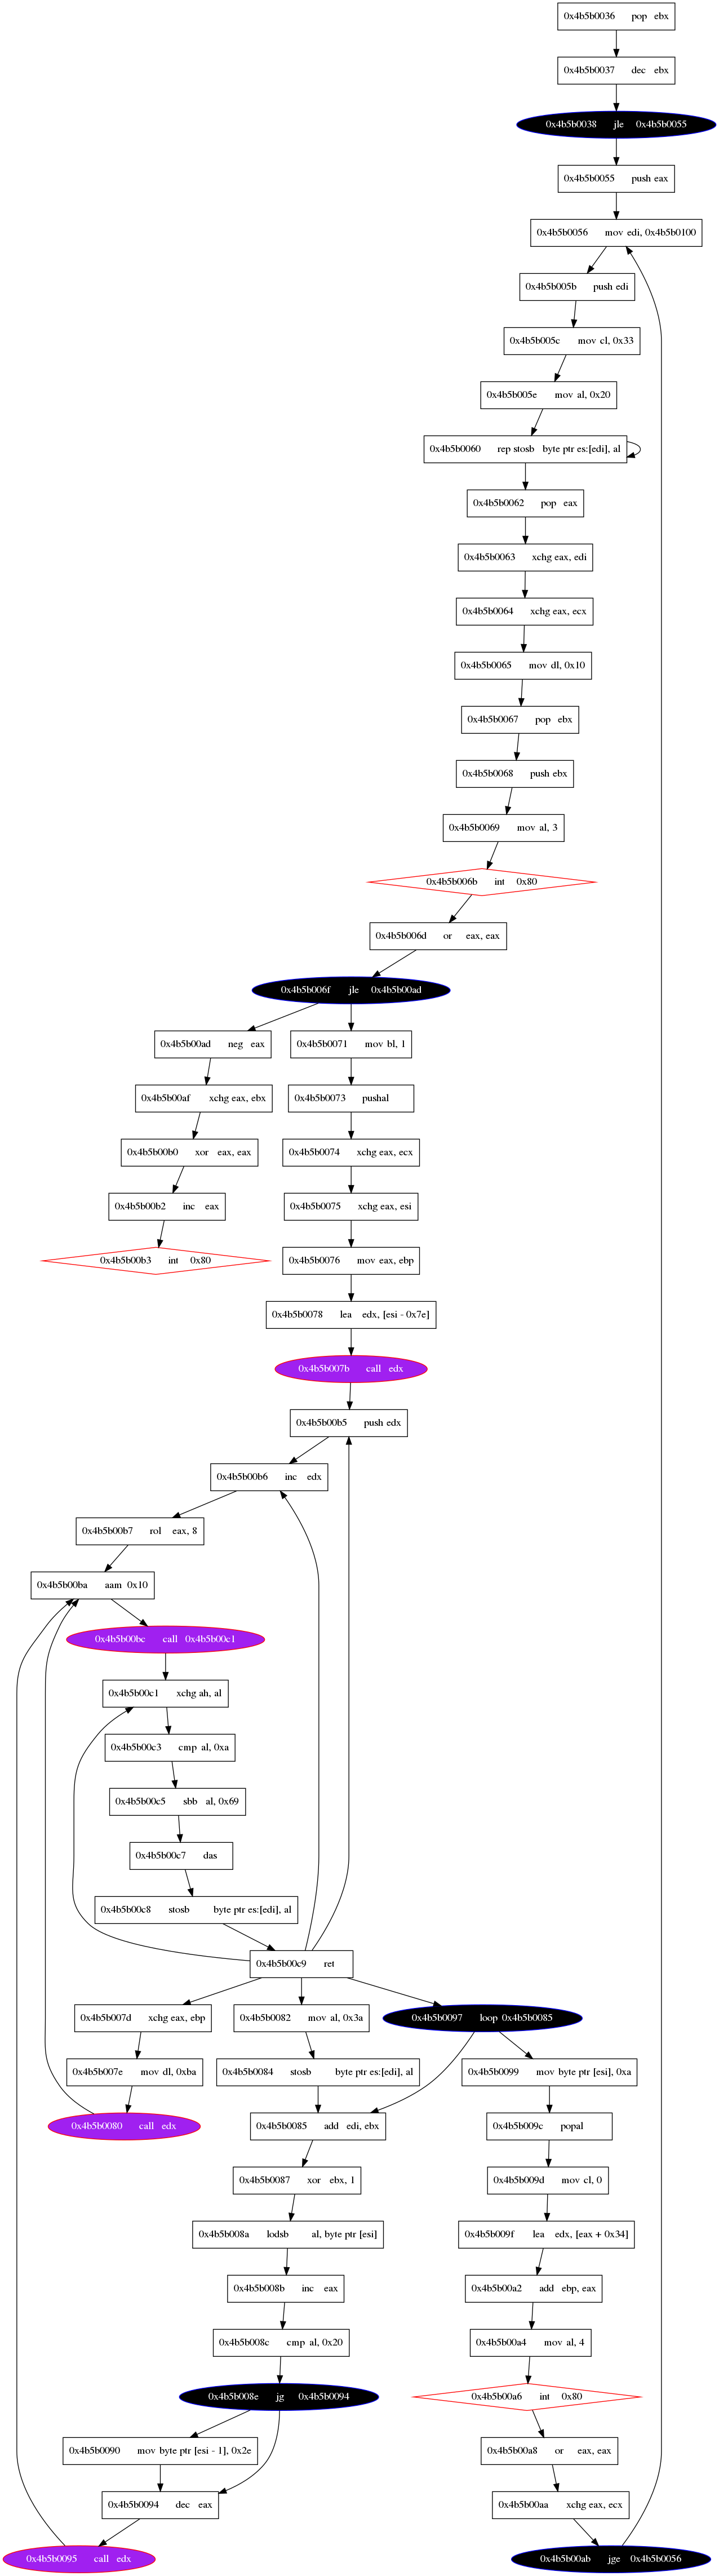 0x4b5b0036 pop ebx
0x4b5b0037 dec ebx
0x4b5b0038 jle 0x4b5b0055
0x4b5b0055 push eax
0x4b5b0056 mov edi, 0x4b5b0100
0x4b5b005b push edi
0x4b5b005c mov cl, 0x33
0x4b5b005e mov al, 0x20
0x4b5b0060 rep stosb byte ptr es:[edi], al
0x4b5b0062 pop eax
0x4b5b0063 xchg eax, edi
0x4b5b0064 xchg eax, ecx
0x4b5b0065 mov dl, 0x10
0x4b5b0067 pop ebx
0x4b5b0068 push ebx
0x4b5b0069 mov al, 3
0x4b5b006b int 0x80
0x4b5b006d or eax, eax
0x4b5b006f jle 0x4b5b00ad
0x4b5b00ad neg eax
0x4b5b0071 mov bl, 1
0x4b5b00af xchg eax, ebx
0x4b5b0073 pushal
0x4b5b00b0 xor eax, eax
0x4b5b0074 xchg eax, ecx
0x4b5b00b2 inc eax
0x4b5b0075 xchg eax, esi
0x4b5b00b3 int 0x80
0x4b5b0076 mov eax, ebp
0x4b5b0078 lea edx, [esi - 0x7e]
0x4b5b007b call edx
0x4b5b00b5 push edx
0x4b5b00b6 inc edx
0x4b5b00b7 rol eax, 8
0x4b5b00ba aam 0x10
0x4b5b00bc call 0x4b5b00c1
0x4b5b00c1 xchg ah, al
0x4b5b00c3 cmp al, 0xa
0x4b5b00c5 sbb al, 0x69
0x4b5b00c7 das
0x4b5b00c8 stosb byte ptr es:[edi], al
0x4b5b00c9 ret
0x4b5b007d xchg eax, ebp
0x4b5b0082 mov al, 0x3a
0x4b5b0097 loop 0x4b5b0085
0x4b5b007e mov dl, 0xba
0x4b5b0084 stosb byte ptr es:[edi], al
0x4b5b0099 mov byte ptr [esi], 0xa
0x4b5b0080 call edx
0x4b5b0085 add edi, ebx
0x4b5b009c popal
0x4b5b0087 xor ebx, 1
0x4b5b009d mov cl, 0
0x4b5b008a lodsb al, byte ptr [esi]
0x4b5b009f lea edx, [eax + 0x34]
0x4b5b008b inc eax
0x4b5b00a2 add ebp, eax
0x4b5b008c cmp al, 0x20
0x4b5b00a4 mov al, 4
0x4b5b008e jg 0x4b5b0094
0x4b5b00a6 int 0x80
0x4b5b0090 mov byte ptr [esi - 1], 0x2e
0x4b5b00a8 or eax, eax
0x4b5b0094 dec eax
0x4b5b00aa xchg eax, ecx
0x4b5b0095 call edx
0x4b5b00ab jge 0x4b5b0056